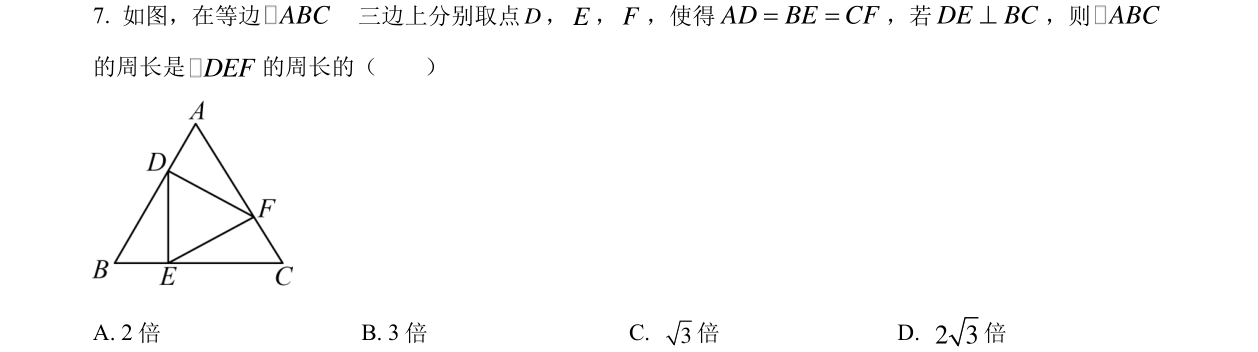 7. 如图，在等边□ABC 三边上分别取点D，E，F，使得AD = BE = CF，若DE ⊥ BC，则□ABC
的周长是□DEF的周长的（ ）
A
D
F
B
E
C
A. 2倍 B. 3倍 C. √3倍 D. 2√3倍